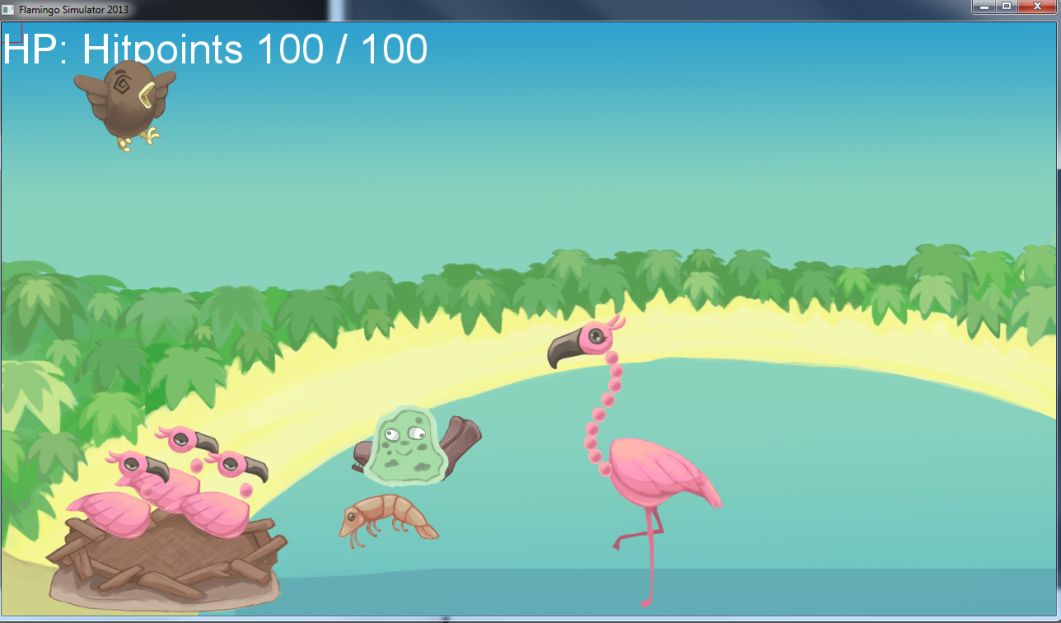 Flamingo Simulator 2013
HP: Hitpoints 100 / 100